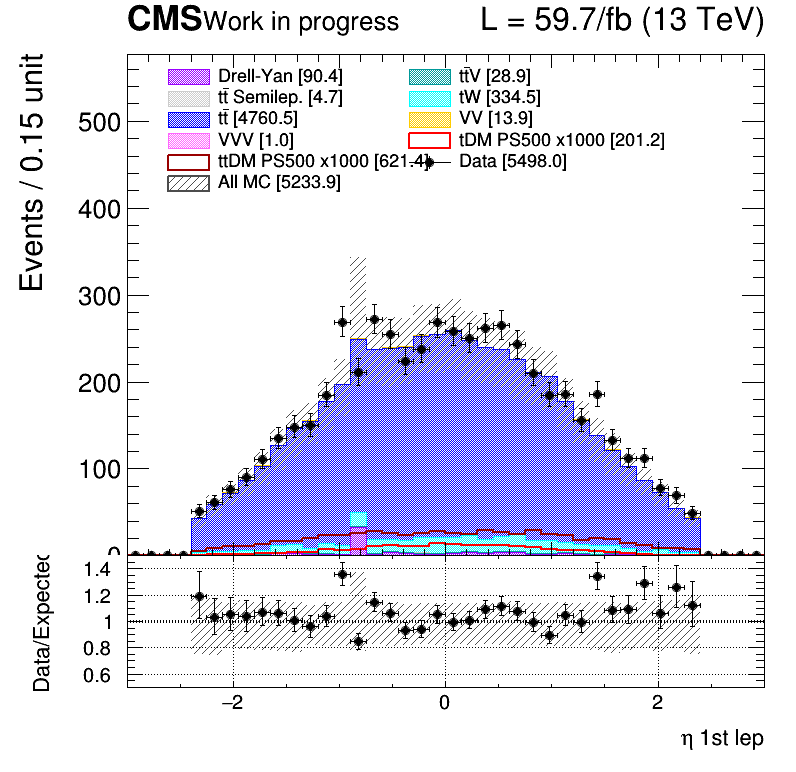 CMS Work in progress L = 59.7/fb (13 TeV)
Events / 0.15 unit
Drell-Yan [90.4] tt̄V [28.9]
tt̄ Semilep. [4.7] tW [334.5]
tt̄ [4760.5] VV [13.9]
VVV [1.0] tDM PS500 x1000 [201.2]
ttDM PS500 x1000 [621.4] Data [5498.0]
All MC [5233.9]
500
400
300
200
100
0
Data/Expected
1.4
1.2
1
0.8
0.6
−2 0 2
η 1st lep